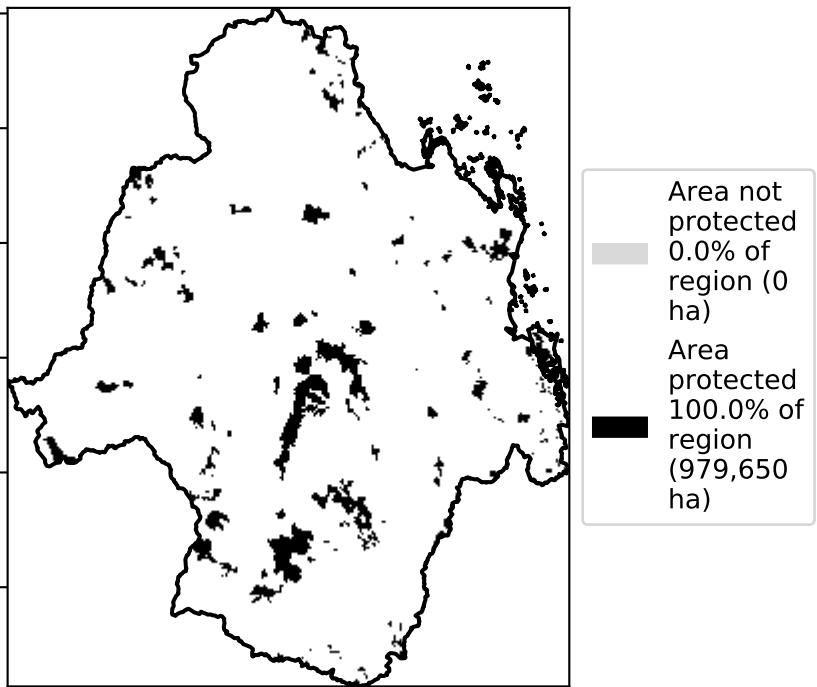 Area not
protected
0.0% of
region (0
ha)
Area
protected
100.0% of
region
(979,650
ha)